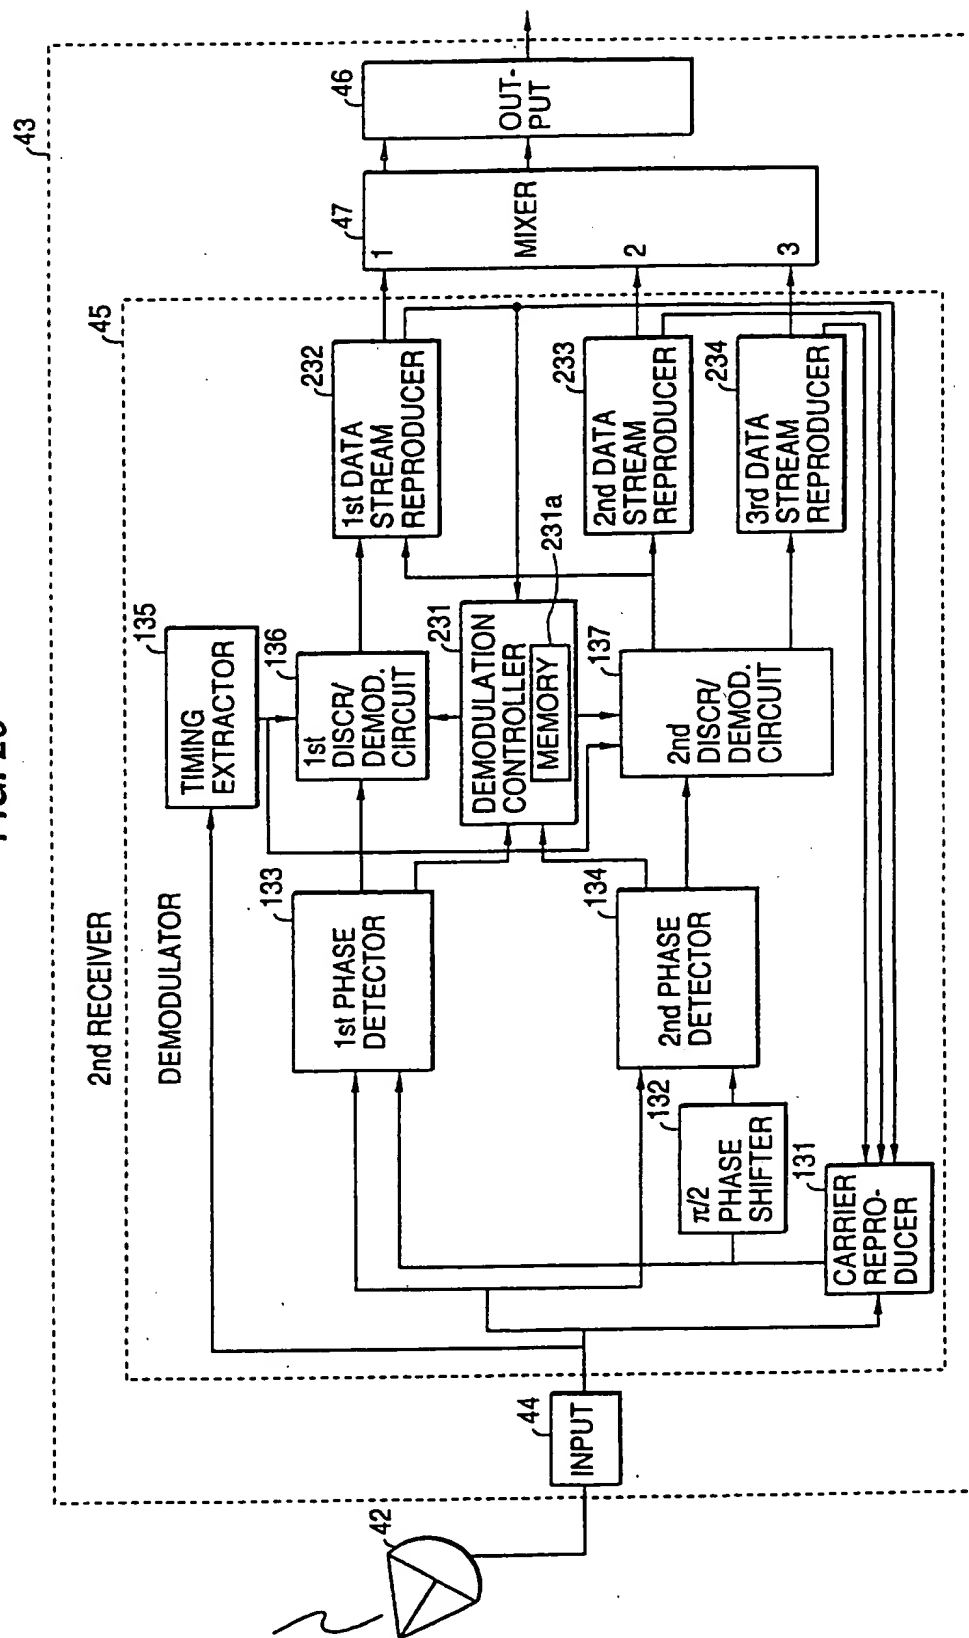 2nd RECEIVER
43
DEMODULATOR
45
42
44
INPUT
TIMING
EXTRACTOR
135
1st PHASE
DETECTOR
133
1st
DISCR/
DEMOD.
CIRCUIT
136
1st DATA
STREAM
REPRODUCER
232
DEMODULATION
CONTROLLER
231
MEMORY
231a
2nd PHASE
DETECTOR
134
2nd
DISCR/
DEMOD.
CIRCUIT
137
2nd DATA
STREAM
REPRODUCER
233
3rd DATA
STREAM
REPRODUCER
234
π/2
PHASE
SHIFTER
132
CARRIER
REPRO-
DUCER
131
47
1
MIXER
2
3
46
OUT-
PUT